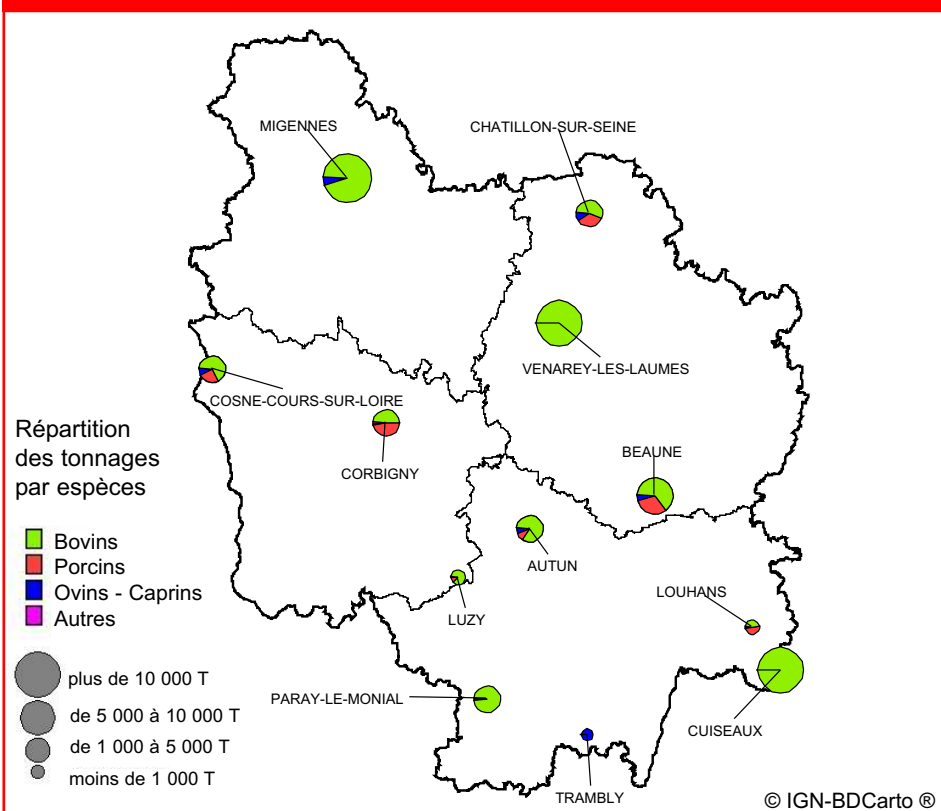 MIGENNES
CHATILLON-SUR-SEINE
VENAREY-LES-LAUMES
COSNE-COURS-SUR-LOIRE
CORBIGNY
BEAUNE
AUTUN
LUZY
LOUHANS
PARAY-LE-MONIAL
CUISEAUX
TRAMBLY
Répartition
des tonnages
par espèces
Bovins
Porcins
Ovins - Caprins
Autres
plus de 10 000 T
de 5 000 à 10 000 T
de 1 000 à 5 000 T
moins de 1 000 T
© IGN-BDCarto ®